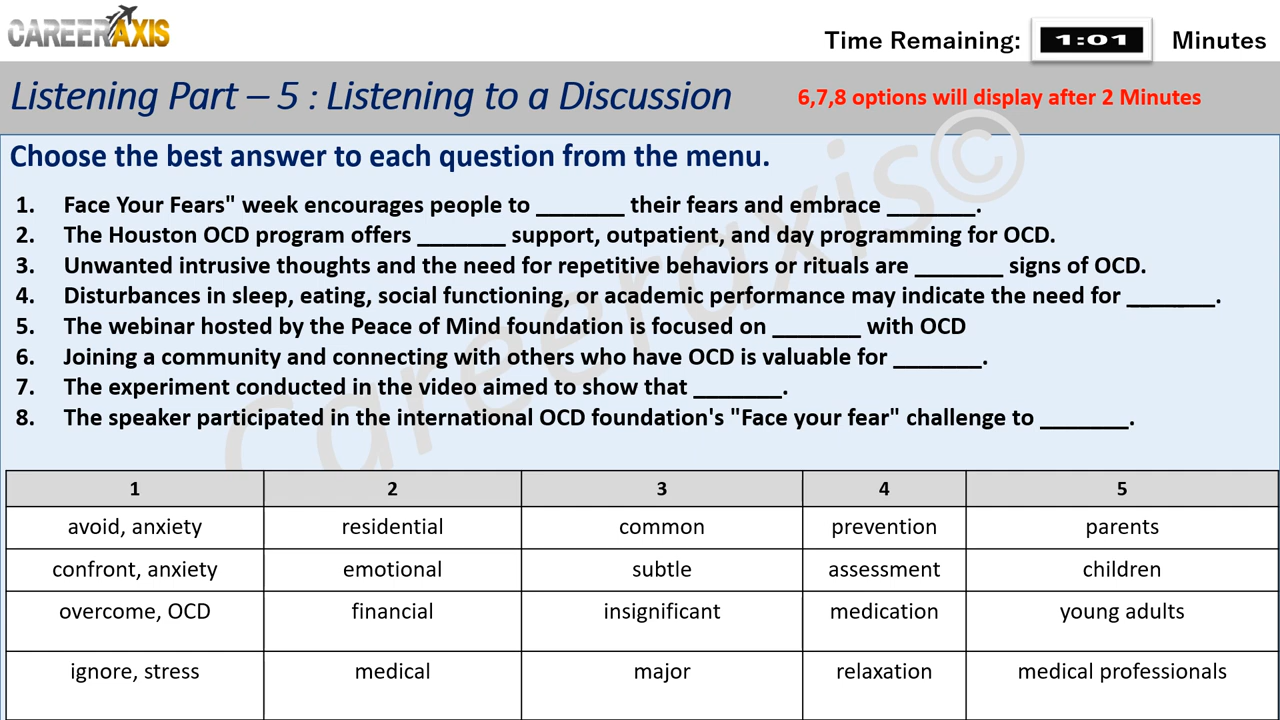 CAREERAXIS
Time Remaining: 1:01 Minutes
Listening Part – 5 : Listening to a Discussion
6,7,8 options will display after 2 Minutes
Choose the best answer to each question from the menu.
1. Face Your Fears" week encourages people to _______ their fears and embrace _______.
2. The Houston OCD program offers _______ support, outpatient, and day programming for OCD.
3. Unwanted intrusive thoughts and the need for repetitive behaviors or rituals are _______ signs of OCD.
4. Disturbances in sleep, eating, social functioning, or academic performance may indicate the need for _______.
5. The webinar hosted by the Peace of Mind foundation is focused on _______ with OCD
6. Joining a community and connecting with others who have OCD is valuable for _______.
7. The experiment conducted in the video aimed to show that _______.
8. The speaker participated in the international OCD foundation's "Face your fear" challenge to _______.
Careeraxis©
1 2 3 4 5
avoid, anxiety residential common prevention parents
confront, anxiety emotional subtle assessment children
overcome, OCD financial insignificant medication young adults
ignore, stress medical major relaxation medical professionals